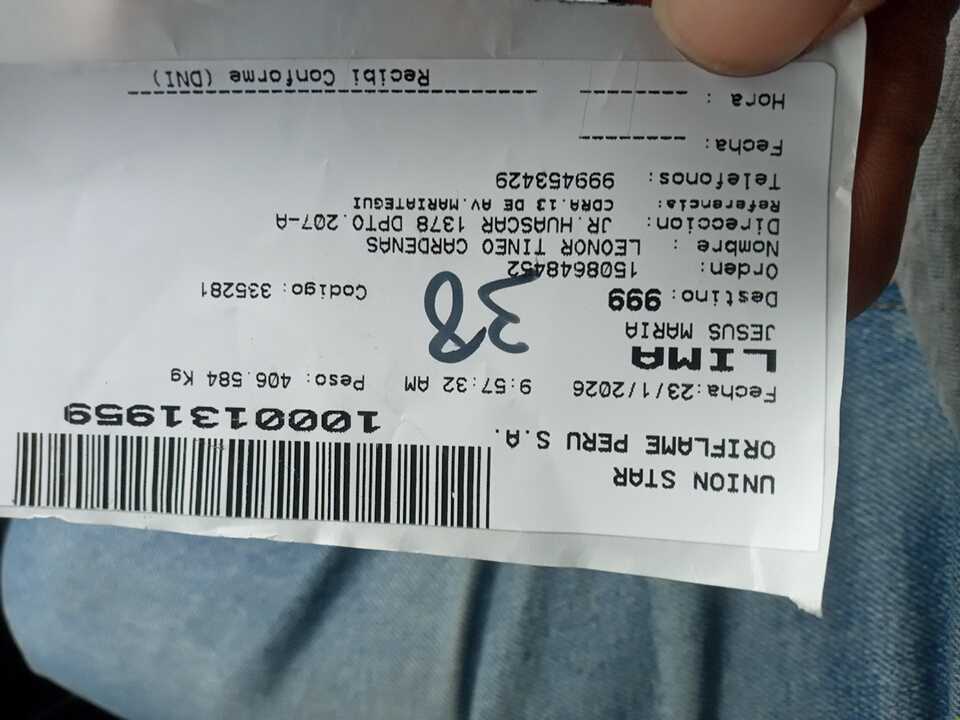 UNION STAR
ORIFLAME PERU S.A.
1000131959
Fecha:23/1/2026 9:57:32 AM Peso: 406.584 Kg
LIMA
JESUS MARIA
38
Destino: 999 Codigo: 335281
Orden: 1508648452
Nombre : LEONOR TINEO CARDENAS
Direccion: JR.HUASCAR 1378 DPTO.207-A
Referencia: CDRA.13 DE AV.MARIATEGUI
Telefonos: 999453429
Fecha:
Hora :
Recibi Conforme (DNI)